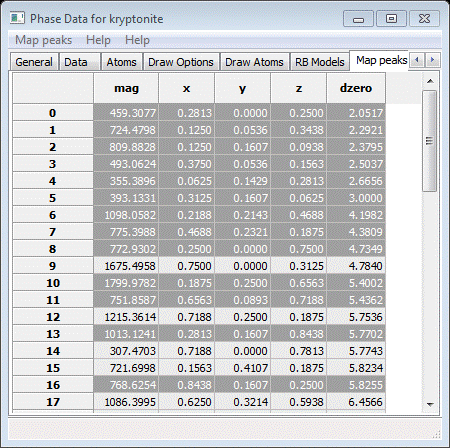 Phase Data for kryptonite
Map peaks Help Help
General Data Atoms Draw Options Draw Atoms RB Models Map peaks
mag x y z dzero
0 459.3077 0.2813 0.0000 0.2500 2.0517
1 724.4798 0.1250 0.0536 0.3438 2.2921
2 809.8828 0.1250 0.1607 0.0938 2.3795
3 493.0624 0.3750 0.0536 0.1563 2.5037
4 355.3896 0.0625 0.1429 0.2813 2.6656
5 393.1331 0.3125 0.1607 0.0625 3.0000
6 1098.0582 0.2188 0.2143 0.4688 4.1982
7 775.3988 0.4688 0.2321 0.1875 4.3809
8 772.9302 0.2500 0.0000 0.7500 4.7349
9 1675.4958 0.7500 0.0000 0.3125 4.7840
10 1799.9782 0.1875 0.2500 0.6563 5.4002
11 751.8587 0.6563 0.0893 0.7188 5.4362
12 1215.3614 0.7188 0.2500 0.1875 5.7536
13 1013.1241 0.2813 0.1607 0.8438 5.7702
14 307.4703 0.7188 0.0000 0.7813 5.7743
15 721.6998 0.1563 0.4107 0.1875 5.8234
16 768.6254 0.8438 0.1607 0.2500 5.8255
17 1086.3995 0.6250 0.3214 0.5938 6.4566